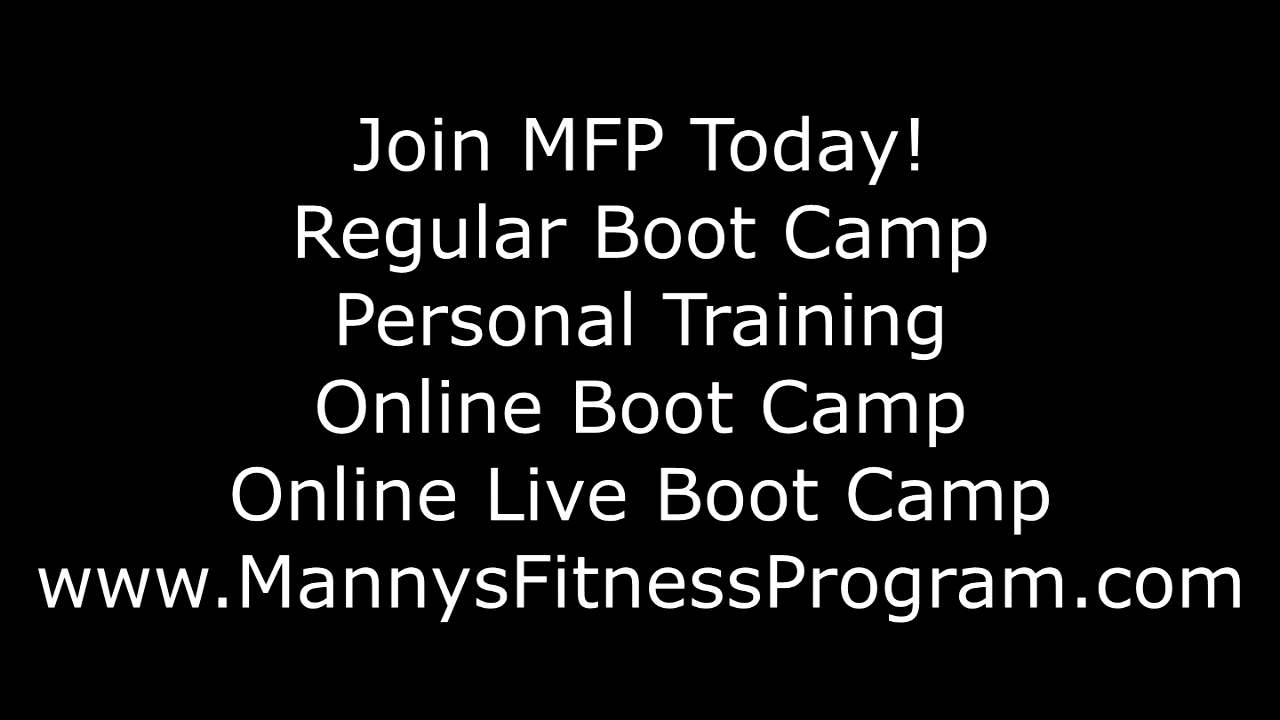 Join MFP Today!
Regular Boot Camp
Personal Training
Online Boot Camp
Online Live Boot Camp
www.MannysFitnessProgram.com